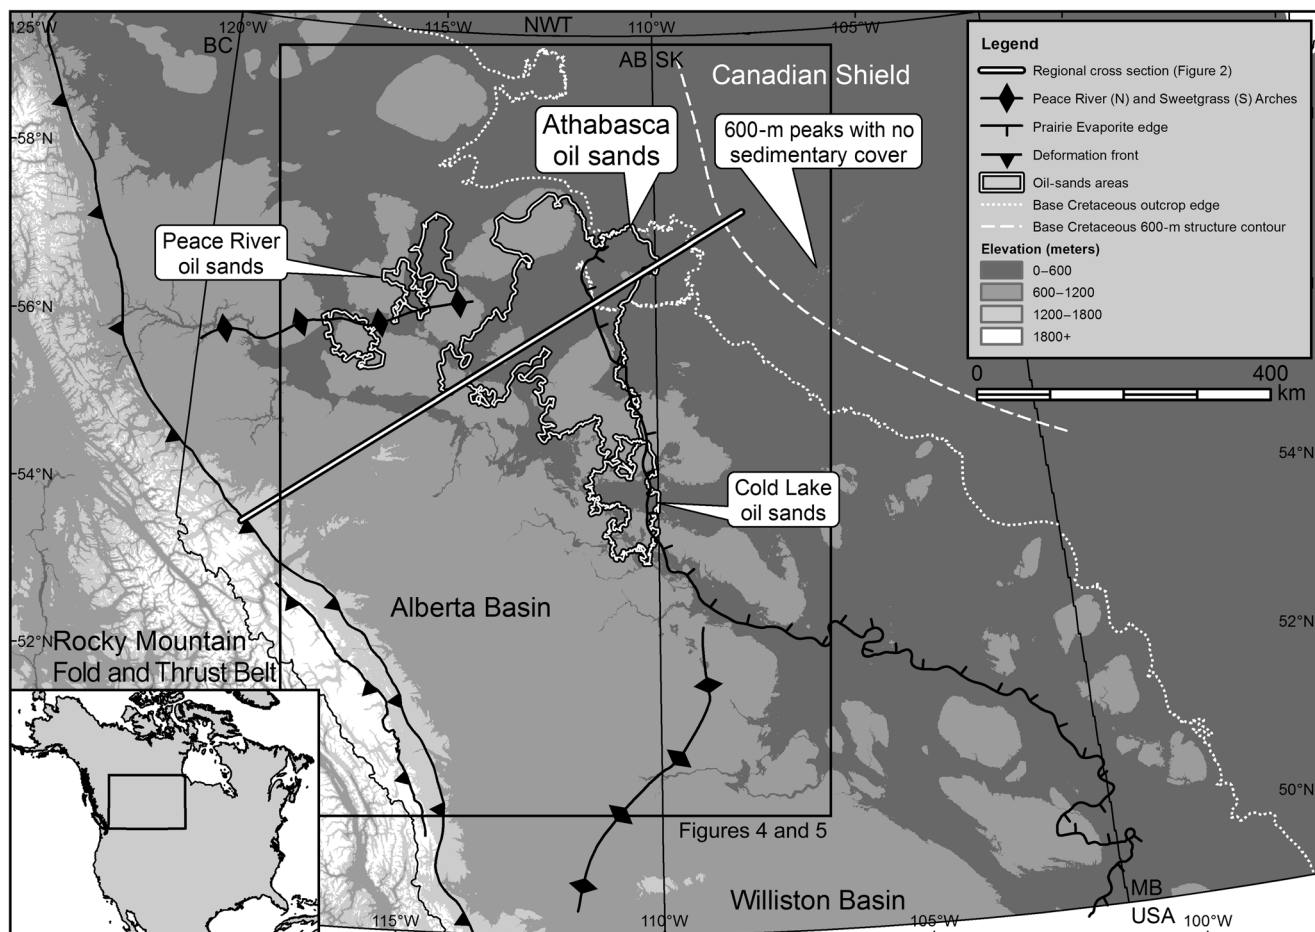 125°W
120°W
115°W
NWT
110°W
105°W
BC
AB SK
Canadian Shield
58°N
Athabasca
oil sands
600-m peaks with no
sedimentary cover
Peace River
oil sands
56°N
54°N
Cold Lake
oil sands
Alberta Basin
52°N
Rocky Mountain
Fold and Thrust Belt
Figures 4 and 5
Williston Basin
115°W
110°W
105°W
100°W
MB
USA
54°N
52°N
50°N
Legend
Regional cross section (Figure 2)
Peace River (N) and Sweetgrass (S) Arches
Prairie Evaporite edge
Deformation front
Oil-sands areas
Base Cretaceous outcrop edge
Base Cretaceous 600-m structure contour
Elevation (meters)
0–600
600–1200
1200–1800
1800+
0
400
km